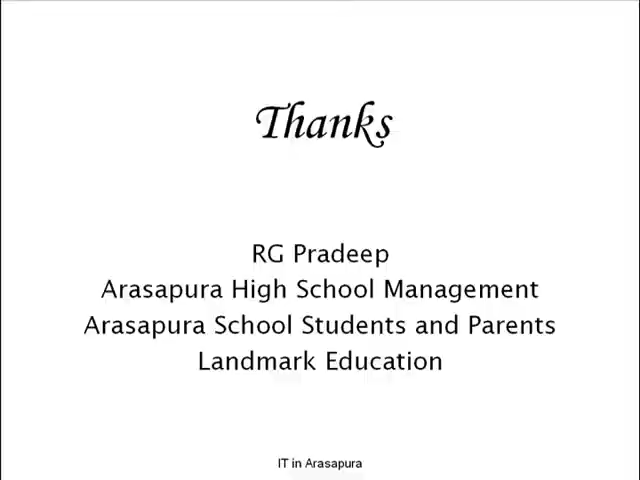 Thanks
RG Pradeep
Arasapura High School Management
Arasapura School Students and Parents
Landmark Education
IT in Arasapura